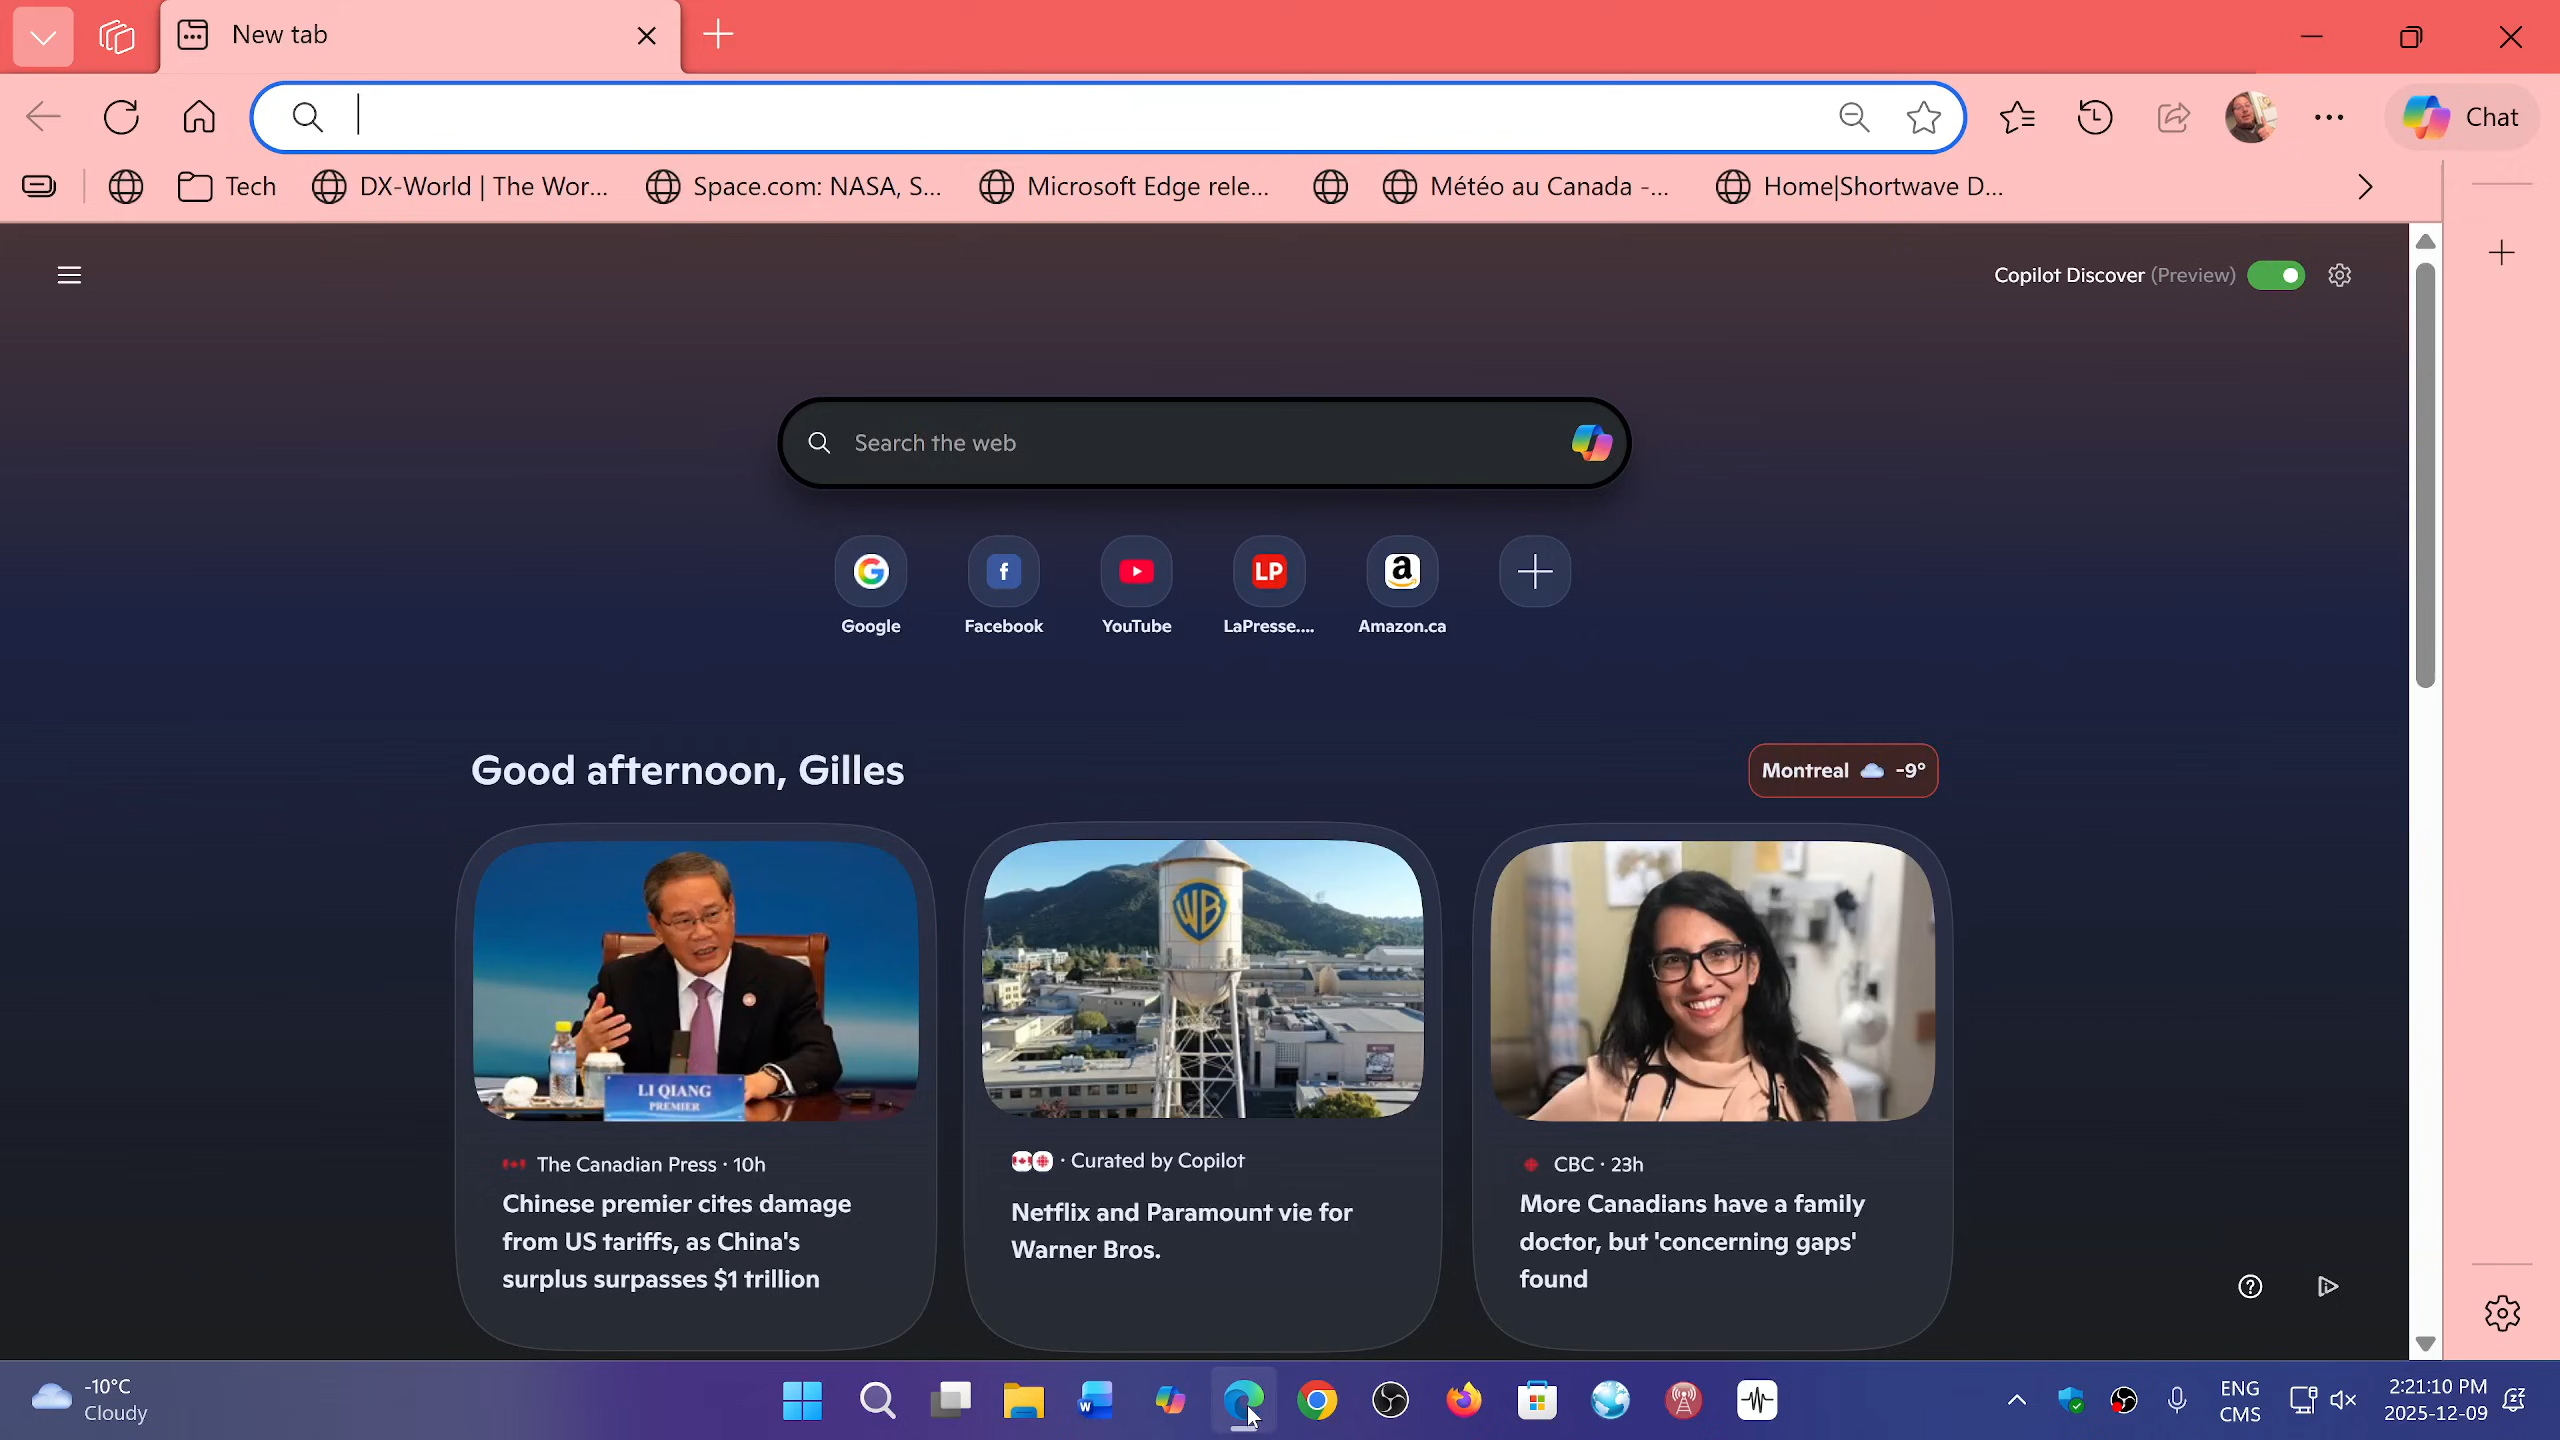 New tab
Chat
Tech
DX-World | The Wor...
Space.com: NASA, S...
Microsoft Edge rele...
Météo au Canada -...
Home|Shortwave D...
Copilot Discover (Preview)
Search the web
G
f
LP
a
Google
Facebook
YouTube
LaPresse....
Amazon.ca
Good afternoon, Gilles
Montreal -9°
LI QIANG
PREMIER
WB
The Canadian Press · 10h
Chinese premier cites damage
from US tariffs, as China's
surplus surpasses $1 trillion
· Curated by Copilot
Netflix and Paramount vie for
Warner Bros.
CBC · 23h
More Canadians have a family
doctor, but 'concerning gaps'
found
-10°C
Cloudy
W
ENG
CMS
2:21:10 PM
2025-12-09